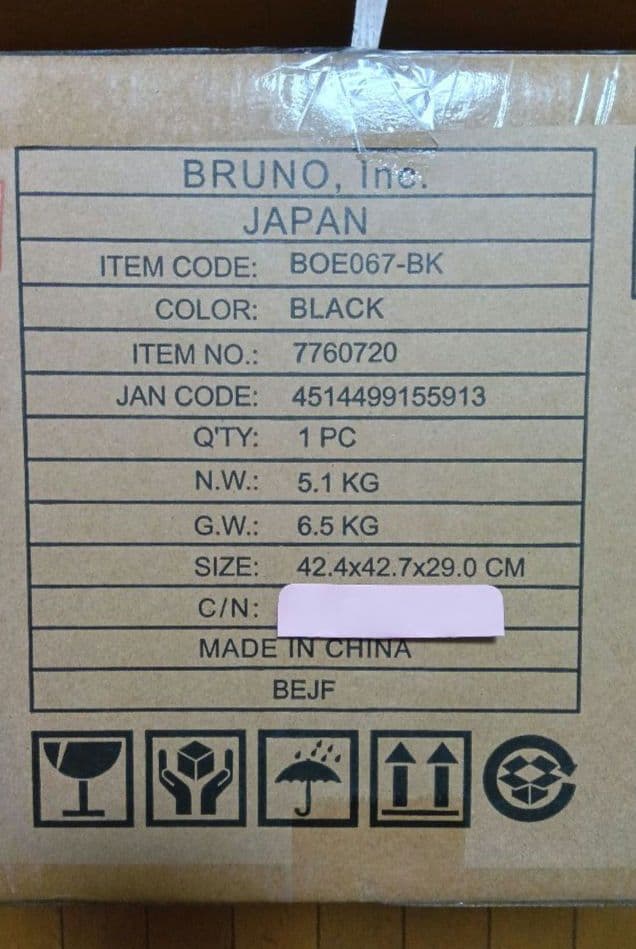 BRUNO, Inc.
JAPAN
ITEM CODE: BOE067-BK
COLOR: BLACK
ITEM NO.: 7760720
JAN CODE: 4514499155913
Q'TY: 1 PC
N.W.: 5.1 KG
G.W.: 6.5 KG
SIZE: 42.4x42.7x29.0 CM
C/N:
MADE IN CHINA
BEJF